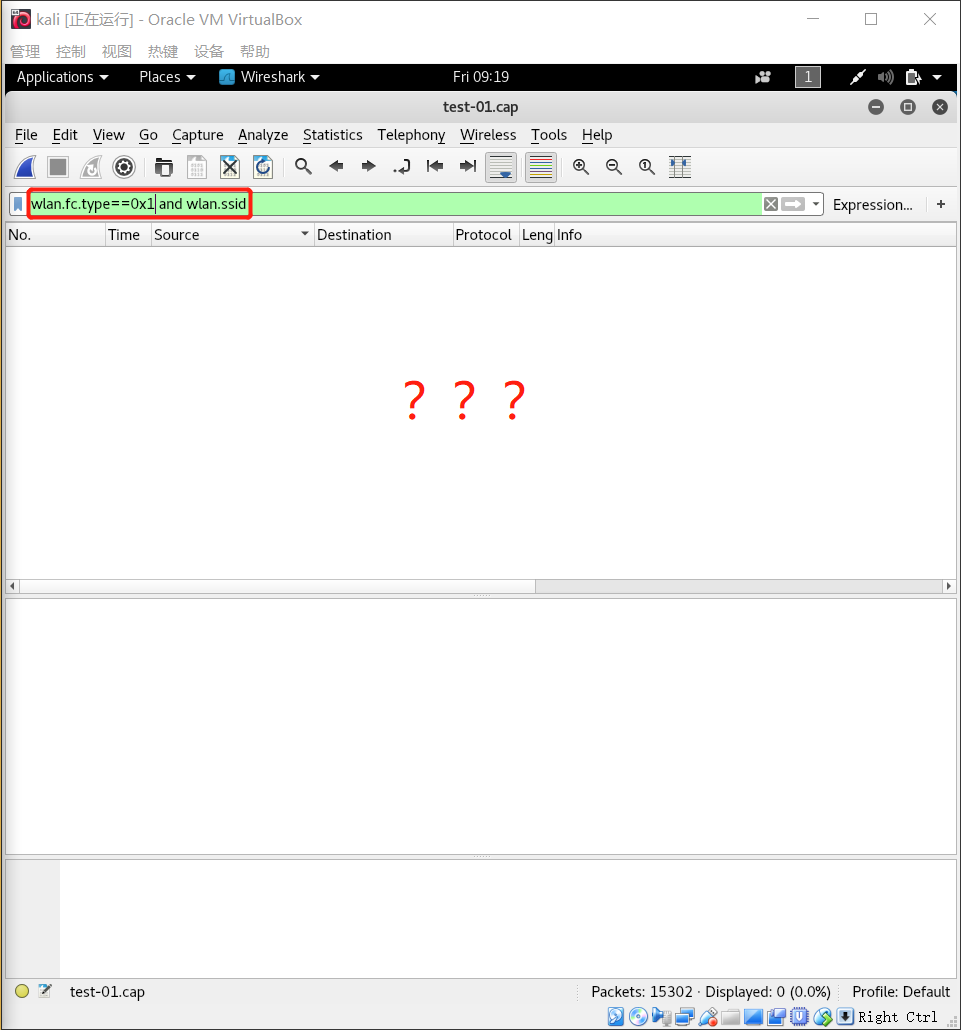 kali [正在运行] - Oracle VM VirtualBox
管理 控制 视图 热键 设备 帮助
Applications Places Wireshark Fri 09:19 1
test-01.cap
File Edit View Go Capture Analyze Statistics Telephony Wireless Tools Help
wlan.fc.type==0x1 and wlan.ssid Expression... +
No. Time Source Destination Protocol Leng Info
? ? ?
test-01.cap Packets: 15302 · Displayed: 0 (0.0%) Profile: Default
Right Ctrl